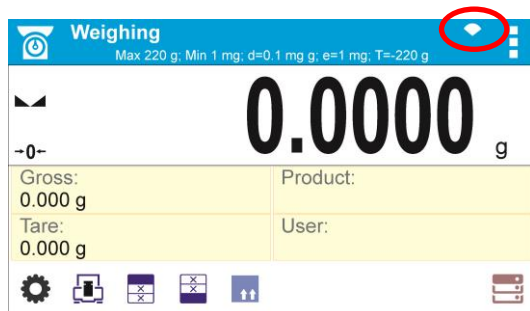 Weighing
Max 220 g; Min 1 mg; d=0.1 mg g; e=1 mg; T=-220 g
0.0000 g
→0←
Gross:
0.000 g
Product:
Tare:
0.000 g
User: